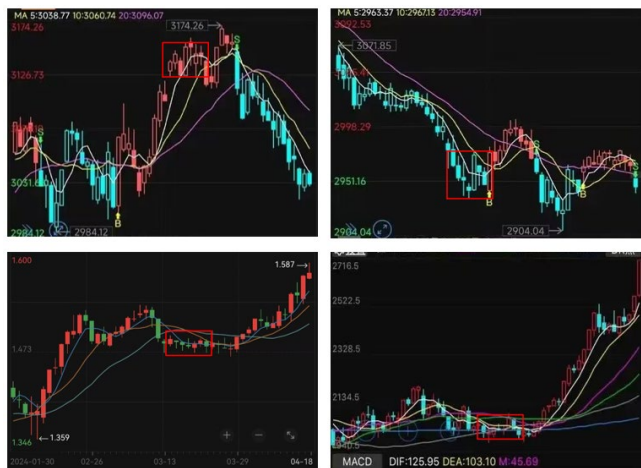 MA 5:3038.77 10:3060.74 20:3096.07
3174.26
3174.26
3126.73
S
S
3031.6
B
2984.12
2984.12
MA 5:2963.37 10:2967.13 20:2954.91
3092.53
3071.85
2998.29
S
2951.16
B
B
S
2904.04
2904.04
1.600
1.587
1.473
1.359
1.346
2024-01-30
02-26
03-13
03-29
04-18
2716.5
2522.5
2328.5
2134.5
1940.5
MACD
DIF:125.95
DEA:103.10
M:45.69